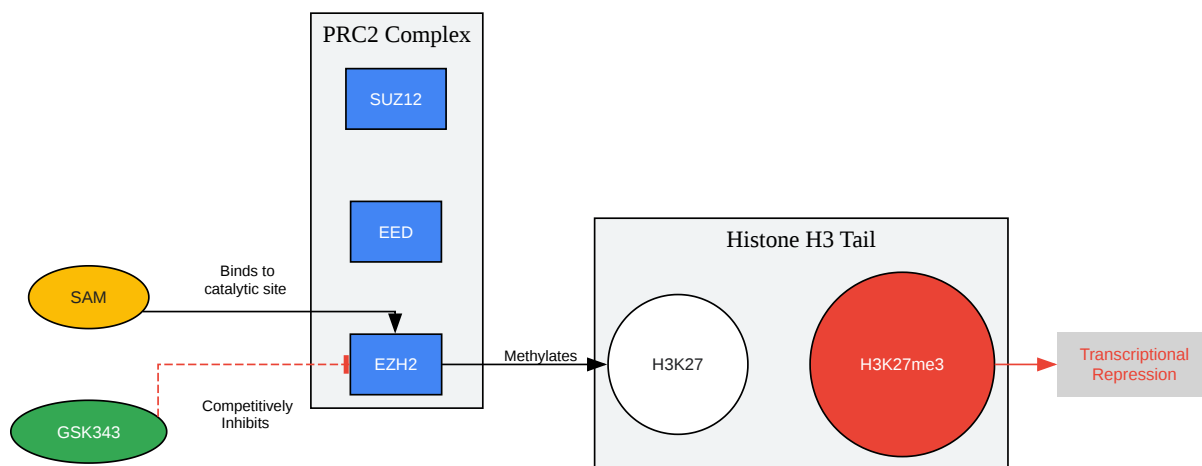 PRC2 Complex
SUZ12
EED
Binds to
catalytic site
SAM
EZH2
Competitively
Inhibits
GSK343
Methylates
Histone H3 Tail
H3K27
H3K27me3
Transcriptional
Repression